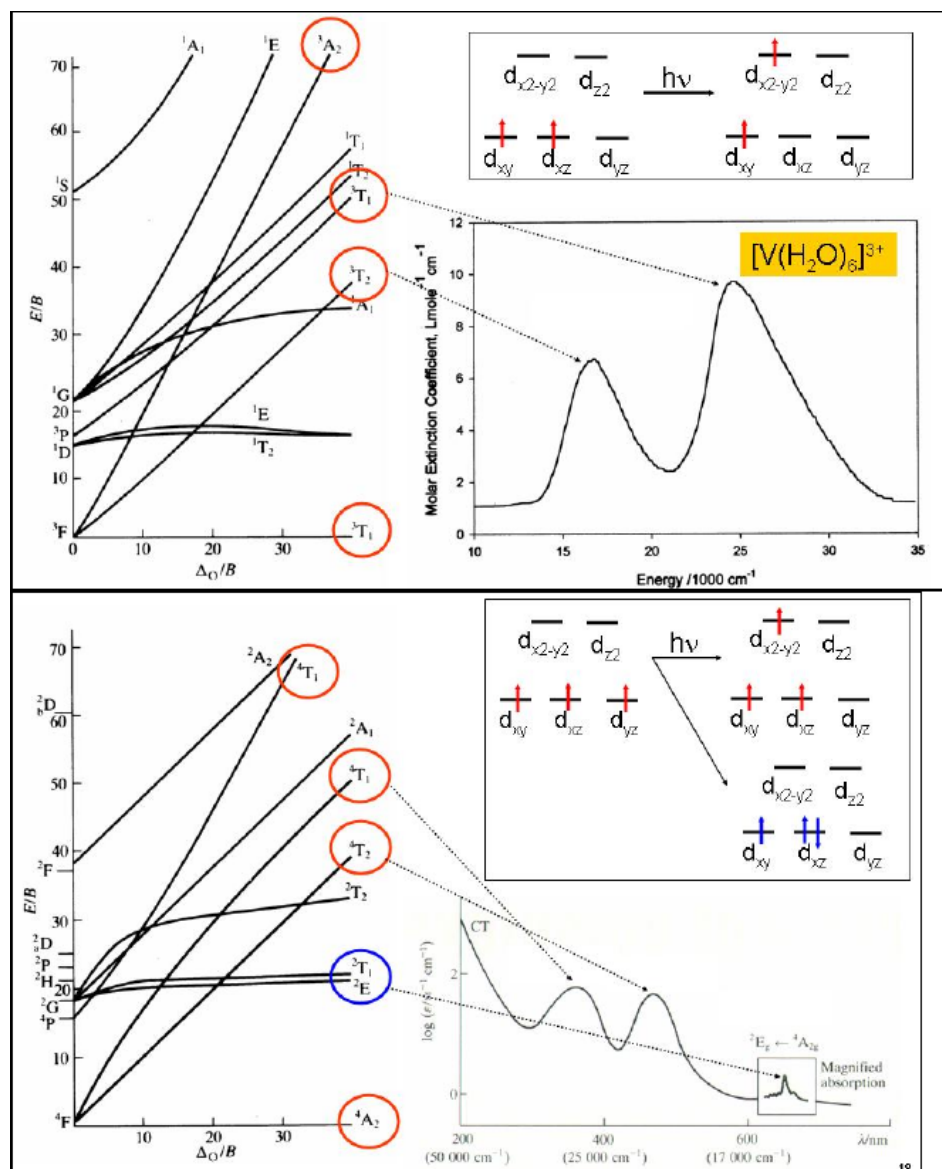 ¹A₁ ¹E ³A₂
70
60
¹T₁
¹T₂
³T₁
¹S
50
³T₂
40
A₁
E/B
30
¹G
20
³P
¹E
¹D
¹T₂
10
³F
³T₁
0 10 20 30
Δ_O/B
d_x2-y2 d_z2 hν d_x2-y2 d_z2
d_xy d_xz d_yz d_xy d_xz d_yz
[V(H₂O)₆]³⁺
Molar Extinction Coefficient, Lmole⁻¹cm⁻¹
12
10
8
6
4
2
0
10 15 20 25 30 35
Energy /1000 cm⁻¹
70
²A₂ ⁴T₁
²_bD
60
²A₁
50
⁴T₁
40
⁴T₂
²F
E/B
²T₂
30
²_aD
²P
²T₁
²H
20
²E
²G
⁴P
10
⁴F
⁴A₂
0 10 20 30
Δ_O/B
d_x2-y2 d_z2 hν d_x2-y2 d_z2
d_xy d_xz d_yz d_xy d_xz d_yz
d_x2-y2 d_z2
d_xy d_xz d_yz
CT
log (ε/M⁻¹ cm⁻¹)
2
0
²E_g ← ⁴A_2g
Magnified
absorption
200 400 600 λ/nm
(50 000 cm⁻¹) (25 000 cm⁻¹) (17 000 cm⁻¹)